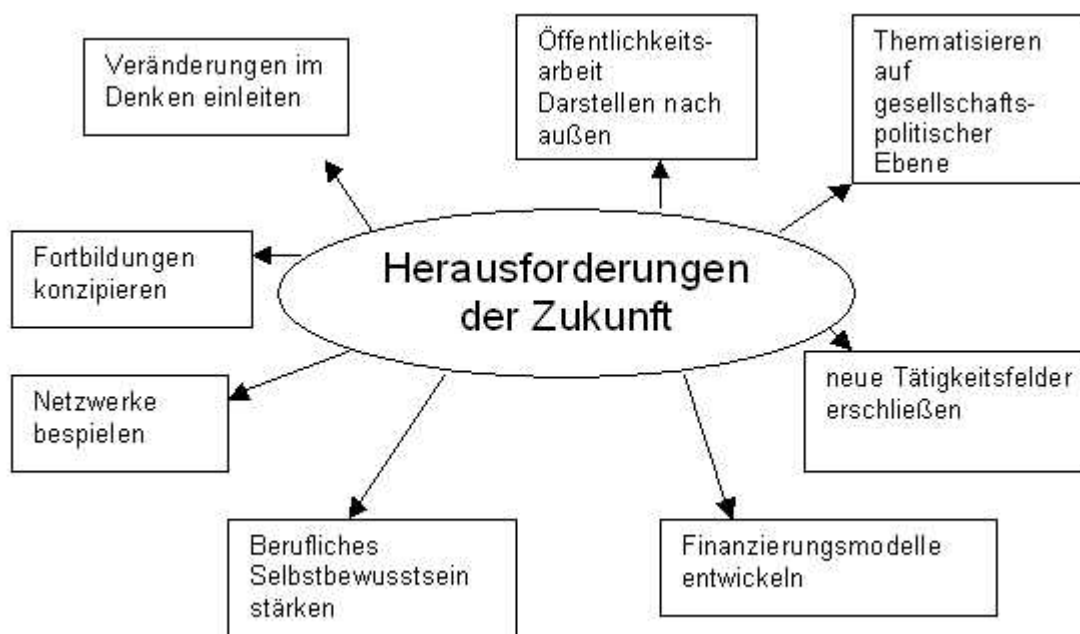 Veränderungen im
Denken einleiten
Öffentlichkeits-
arbeit
Darstellen nach
außen
Thematisieren
auf
gesellschafts-
politischer
Ebene
Fortbildungen
konzipieren
Herausforderungen
der Zukunft
Netzwerke
bespielen
neue Tätigkeitsfelder
erschließen
Berufliches
Selbstbewusstsein
stärken
Finanzierungsmodelle
entwickeln